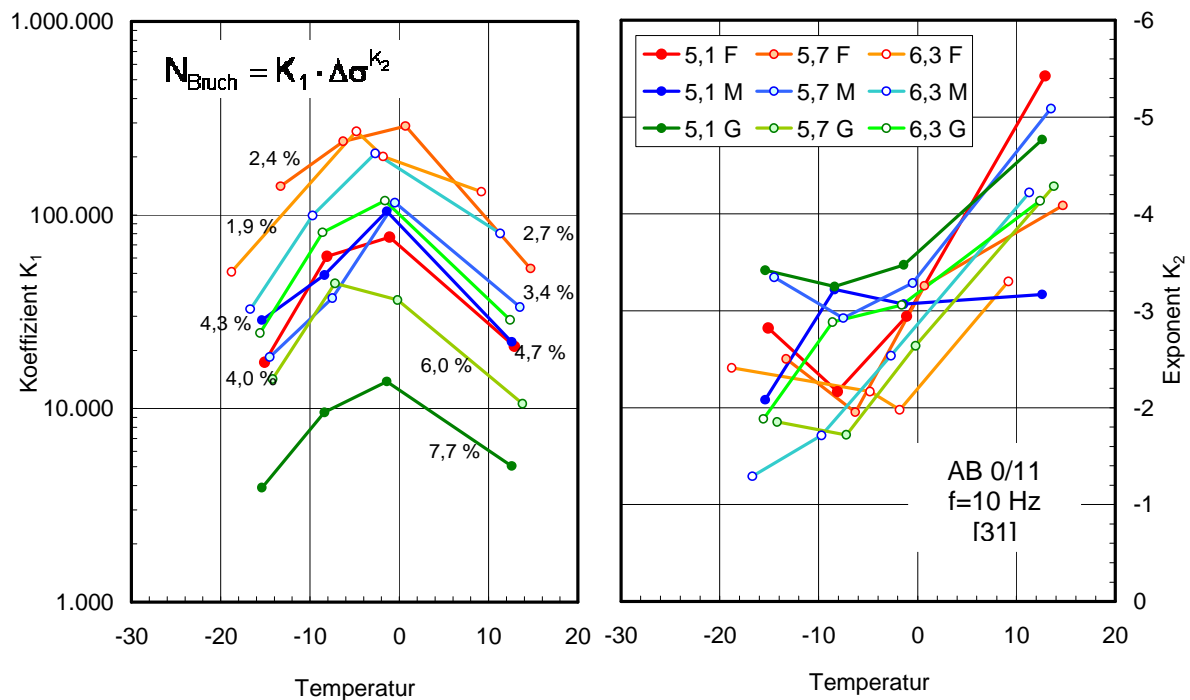 1.000.000
100.000
10.000
1.000
Koeffizient K1
N Bruch = K1 · Δσ^K2
2,4 %
1,9 %
4,3 %
4,0 %
2,7 %
3,4 %
4,7 %
6,0 %
7,7 %
-30 -20 -10 0 10 20
Temperatur
5,1 F 5,7 F 6,3 F
5,1 M 5,7 M 6,3 M
5,1 G 5,7 G 6,3 G
AB 0/11
f=10 Hz
[31]
-6
-5
-4
-3
-2
-1
0
Exponent K2
-30 -20 -10 0 10 20
Temperatur